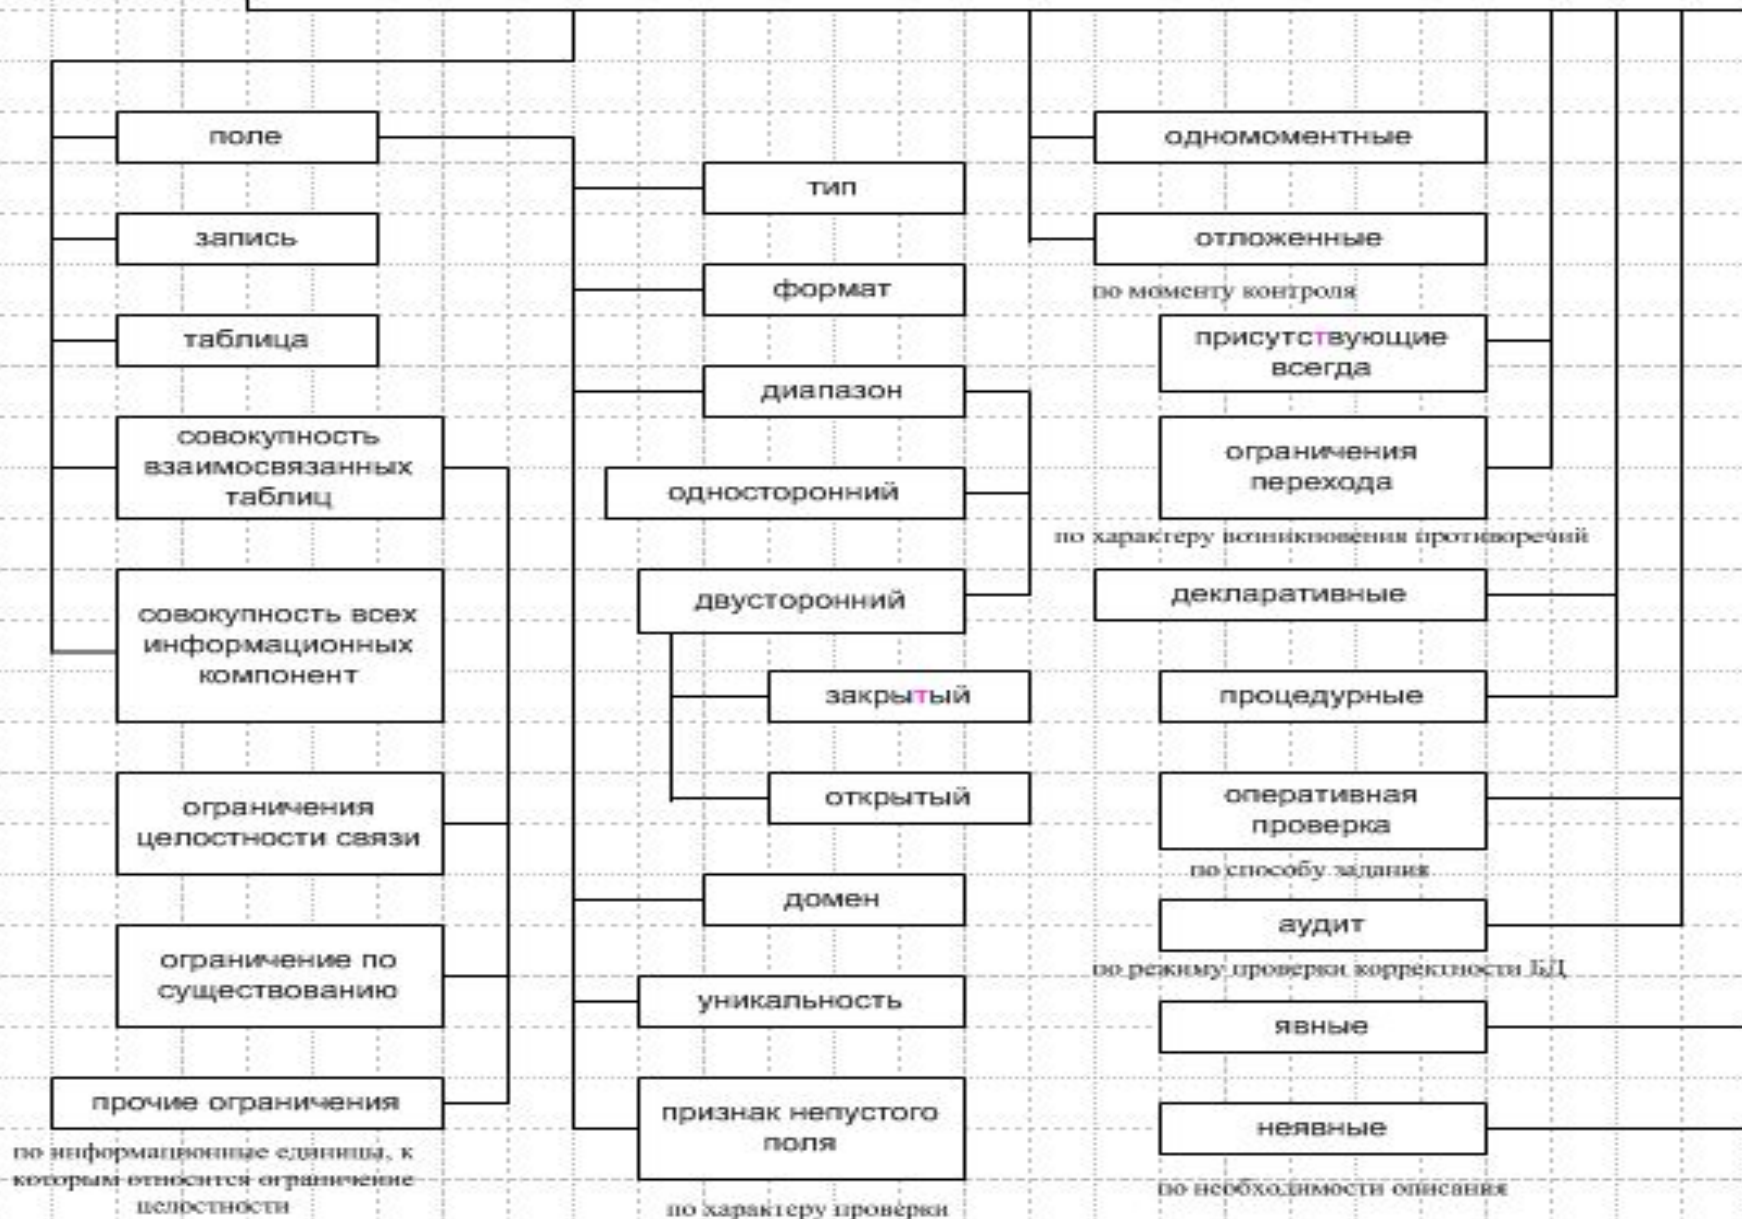 поле
запись
таблица
совокупность
взаимосвязанных
таблиц
совокупность всех
информационных
компонент
ограничения
целостности связи
ограничение по
существованию
прочие ограничения
по информационные единицы, к
которым относится ограничение
целостности
тип
формат
диапазон
односторонний
двусторонний
закрытый
открытый
домен
уникальность
признак непустого
поля
по характеру проверки
одномоментные
отложенные
по моменту контроля
присутствующие
всегда
ограничения
перехода
по характеру возникновения противоречий
декларативные
процедурные
оперативная
проверка
по способу задания
аудит
по режиму проверки корректности БД
явные
неявные
по необходимости описания